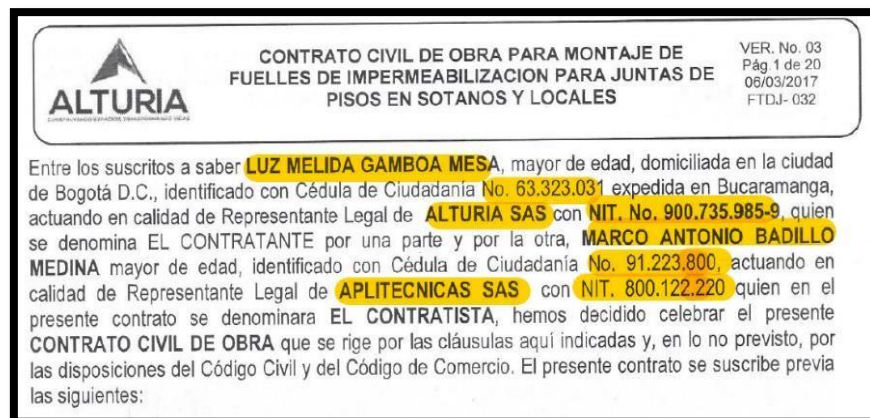 ALTURIA
CONTRATO CIVIL DE OBRA PARA MONTAJE DE
FUELLES DE IMPERMEABILIZACION PARA JUNTAS DE
PISOS EN SOTANOS Y LOCALES
VER. No. 03
Pág.1 de 20
06/03/2017
FTDJ- 032
Entre los suscritos a saber LUZ MELIDA GAMBOA MESA, mayor de edad, domiciliada en la ciudad
de Bogotá D.C., identificado con Cédula de Ciudadanía No. 63.323.031 expedida en Bucaramanga,
actuando en calidad de Representante Legal de ALTURIA SAS con NIT. No. 900.735.985-9, quien
se denomina EL CONTRATANTE por una parte y por la otra, MARCO ANTONIO BADILLO
MEDINA mayor de edad, identificado con Cédula de Ciudadanía No. 91.223.800, actuando en
calidad de Representante Legal de APLITECNICAS SAS con NIT. 800.122.220 quien en el
presente contrato se denominara EL CONTRATISTA, hemos decidido celebrar el presente
CONTRATO CIVIL DE OBRA que se rige por las cláusulas aquí indicadas y, en lo no previsto, por
las disposiciones del Código Civil y del Código de Comercio. El presente contrato se suscribe previa
las siguientes: